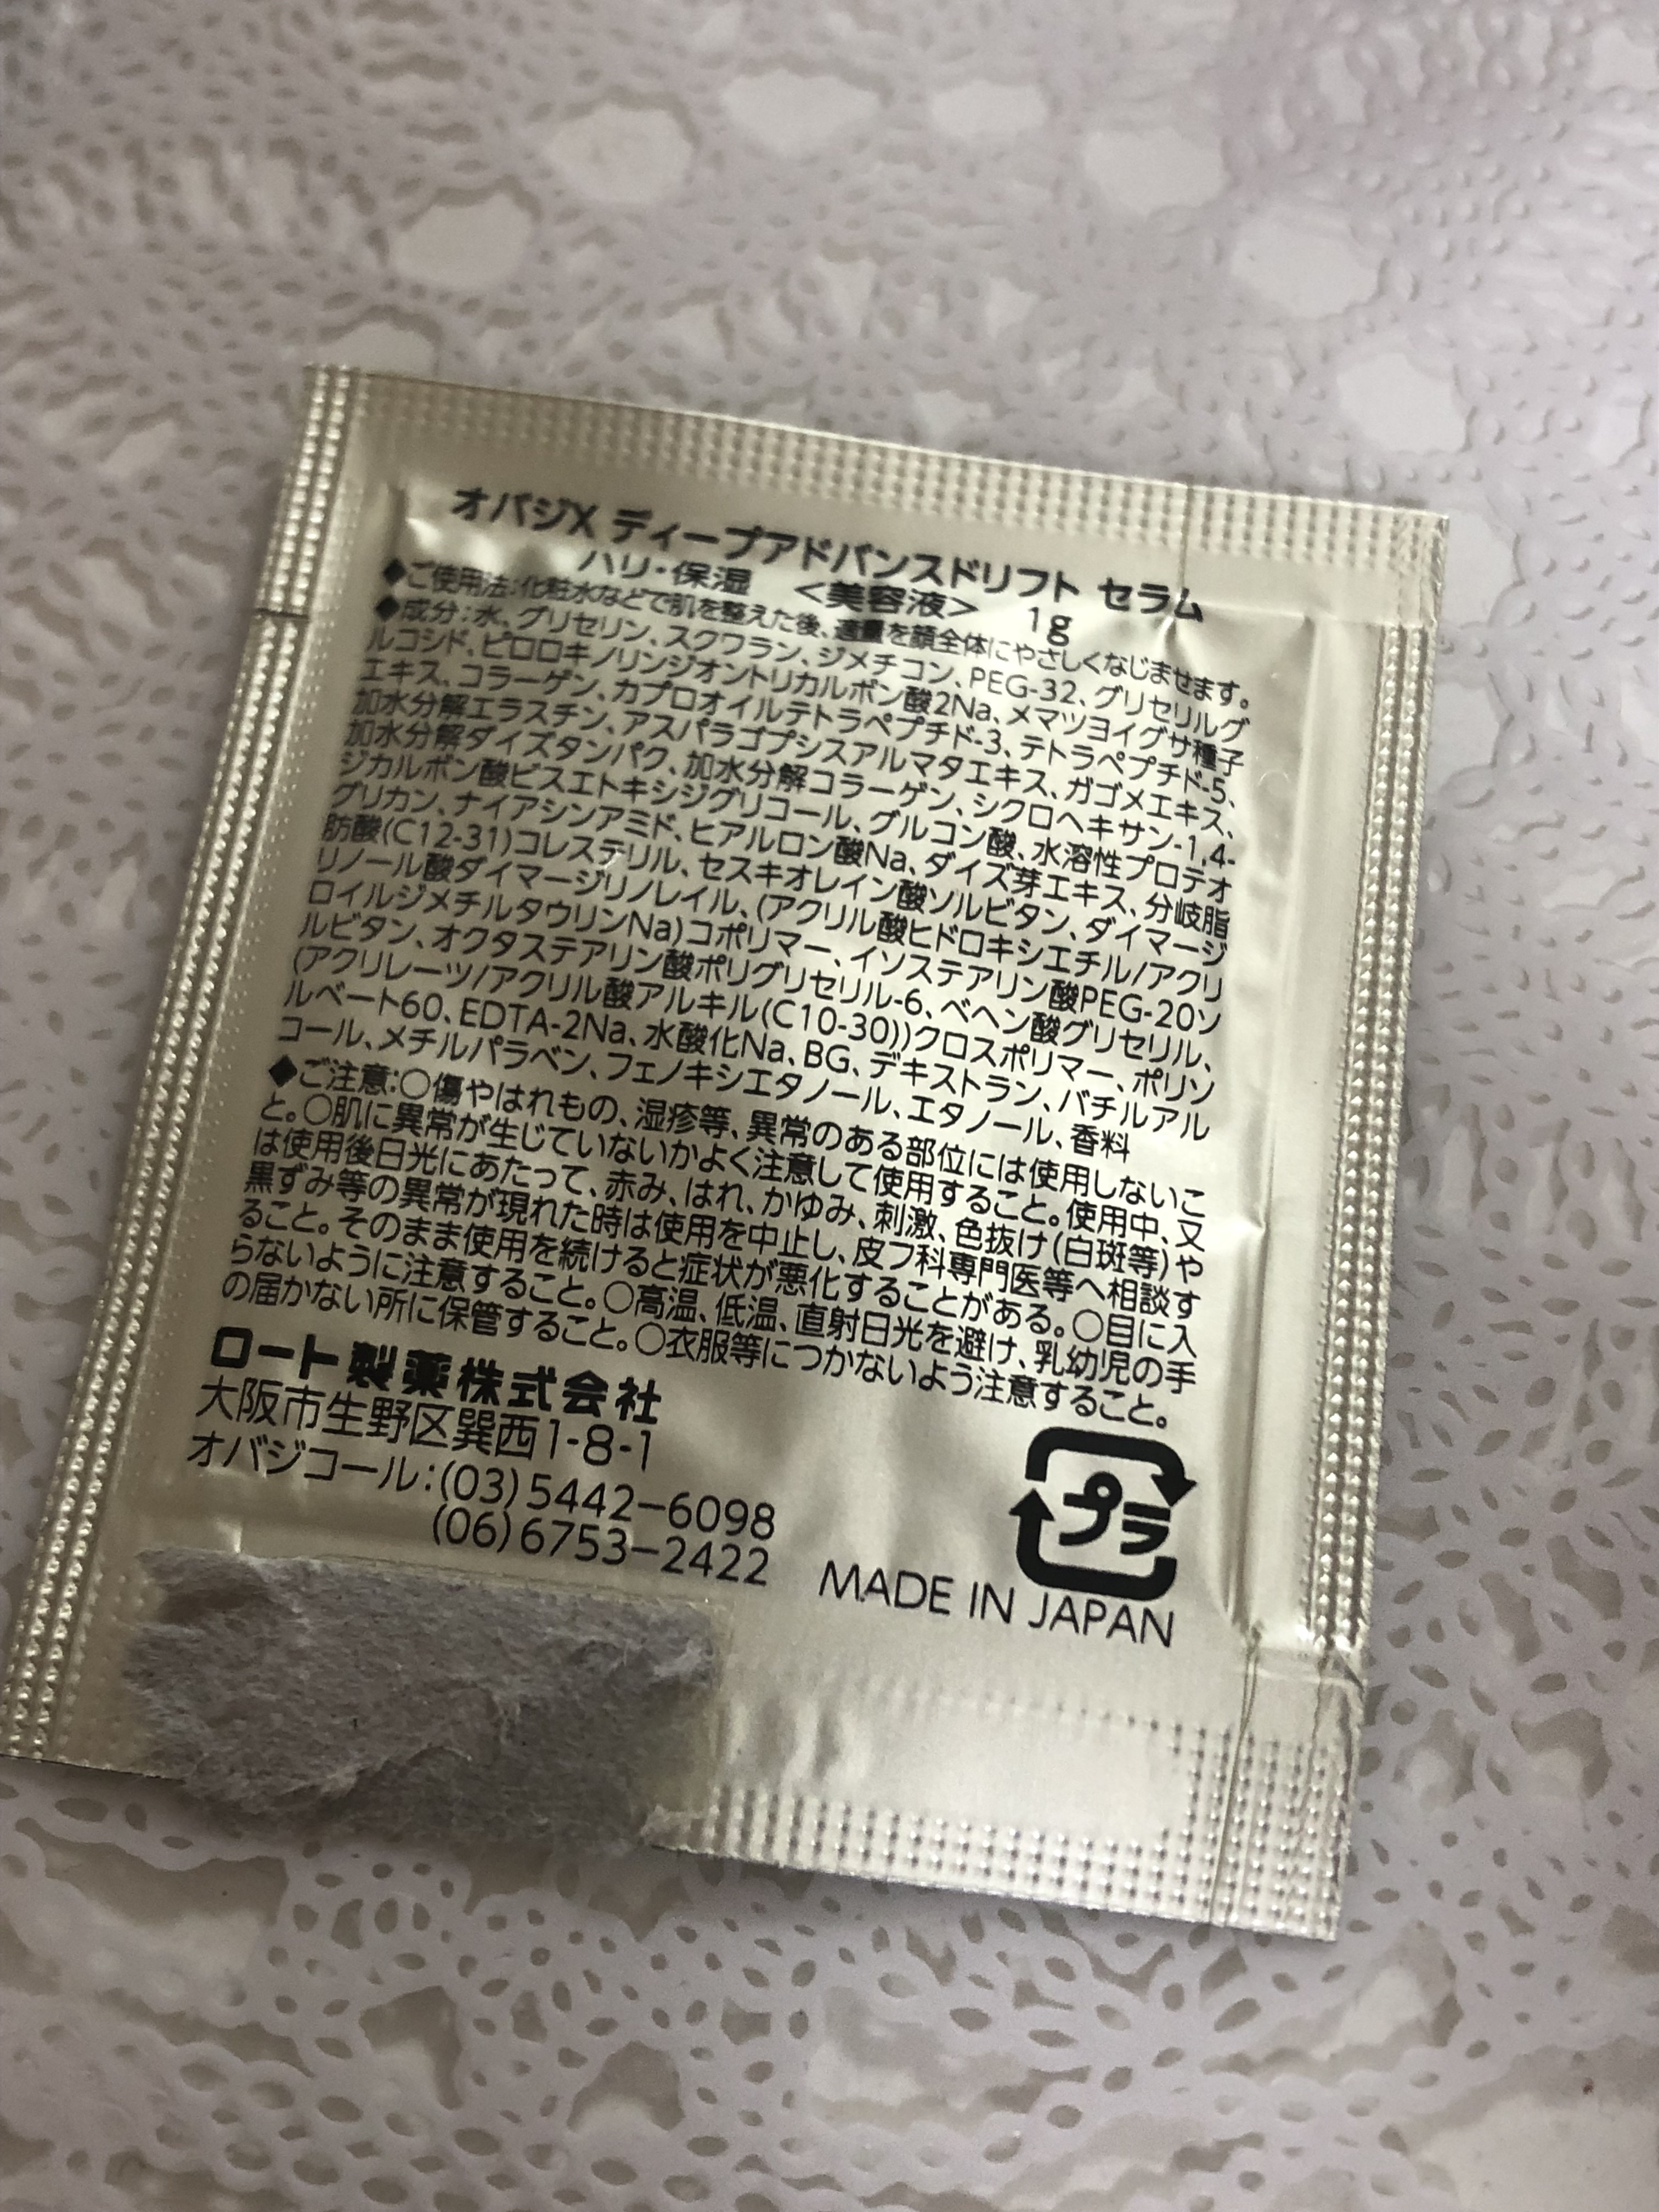 オバジX ディープアドバンスドリフト セラム
ハリ・保湿 <美容液> 1g
◆ご使用法:化粧水などで肌を整えた後、適量を顔全体にやさしくなじませます。
◆成分:水、グリセリン、スクワラン、ジメチコン、PEG-32、グリセリルグ
ルコシド、ピロロキノリンジオントリカルボン酸2Na、メマツヨイグサ種子
エキス、コラーゲン、カプロオイルテトラペプチド-3、テトラペプチド-5、
加水分解エラスチン、アスパラゴプシスアルマタエキス、ガゴメエキス、
加水分解ダイズタンパク、加水分解コラーゲン、シクロヘキサン-1,4-
ジカルボン酸ビスエトキシジグリコール、グルコン酸、水溶性プロテオ
グリカン、ナイアシンアミド、ヒアルロン酸Na、ダイズ芽エキス、分岐脂
肪酸(C12-31)コレステリル、セスキオレイン酸ソルビタン、ダイマージ
リノール酸ダイマージリノレイル、(アクリル酸ヒドロキシエチル/アクリ
ロイルジメチルタウリンNa)コポリマー、イソステアリン酸PEG-20ソ
ルビタン、オクタステアリン酸ポリグリセリル-6、ベヘン酸グリセリル、
(アクリレーツ/アクリル酸アルキル(C10-30))クロスポリマー、ポリソ
ルベート60、EDTA-2Na、水酸化Na、BG、デキストラン、バチルアル
コール、メチルパラベン、フェノキシエタノール、エタノール、香料
◆ご注意:○傷やはれもの、湿疹等、異常のある部位には使用しないこ
と。○肌に異常が生じていないかよく注意して使用すること。使用中、又
は使用後日光にあたって、赤み、はれ、かゆみ、刺激、色抜け(白斑等)や
黒ずみ等の異常が現れた時は使用を中止し、皮フ科専門医等へ相談す
ること。そのまま使用を続けると症状が悪化することがある。○目に入
らないように注意すること。○高温、低温、直射日光を避け、乳幼児の手
の届かない所に保管すること。○衣服等につかないよう注意すること。
ロート製薬株式会社
大阪市生野区巽西1-8-1
オバジコール:(03)5442-6098
(06)6753-2422
プラ
MADE IN JAPAN